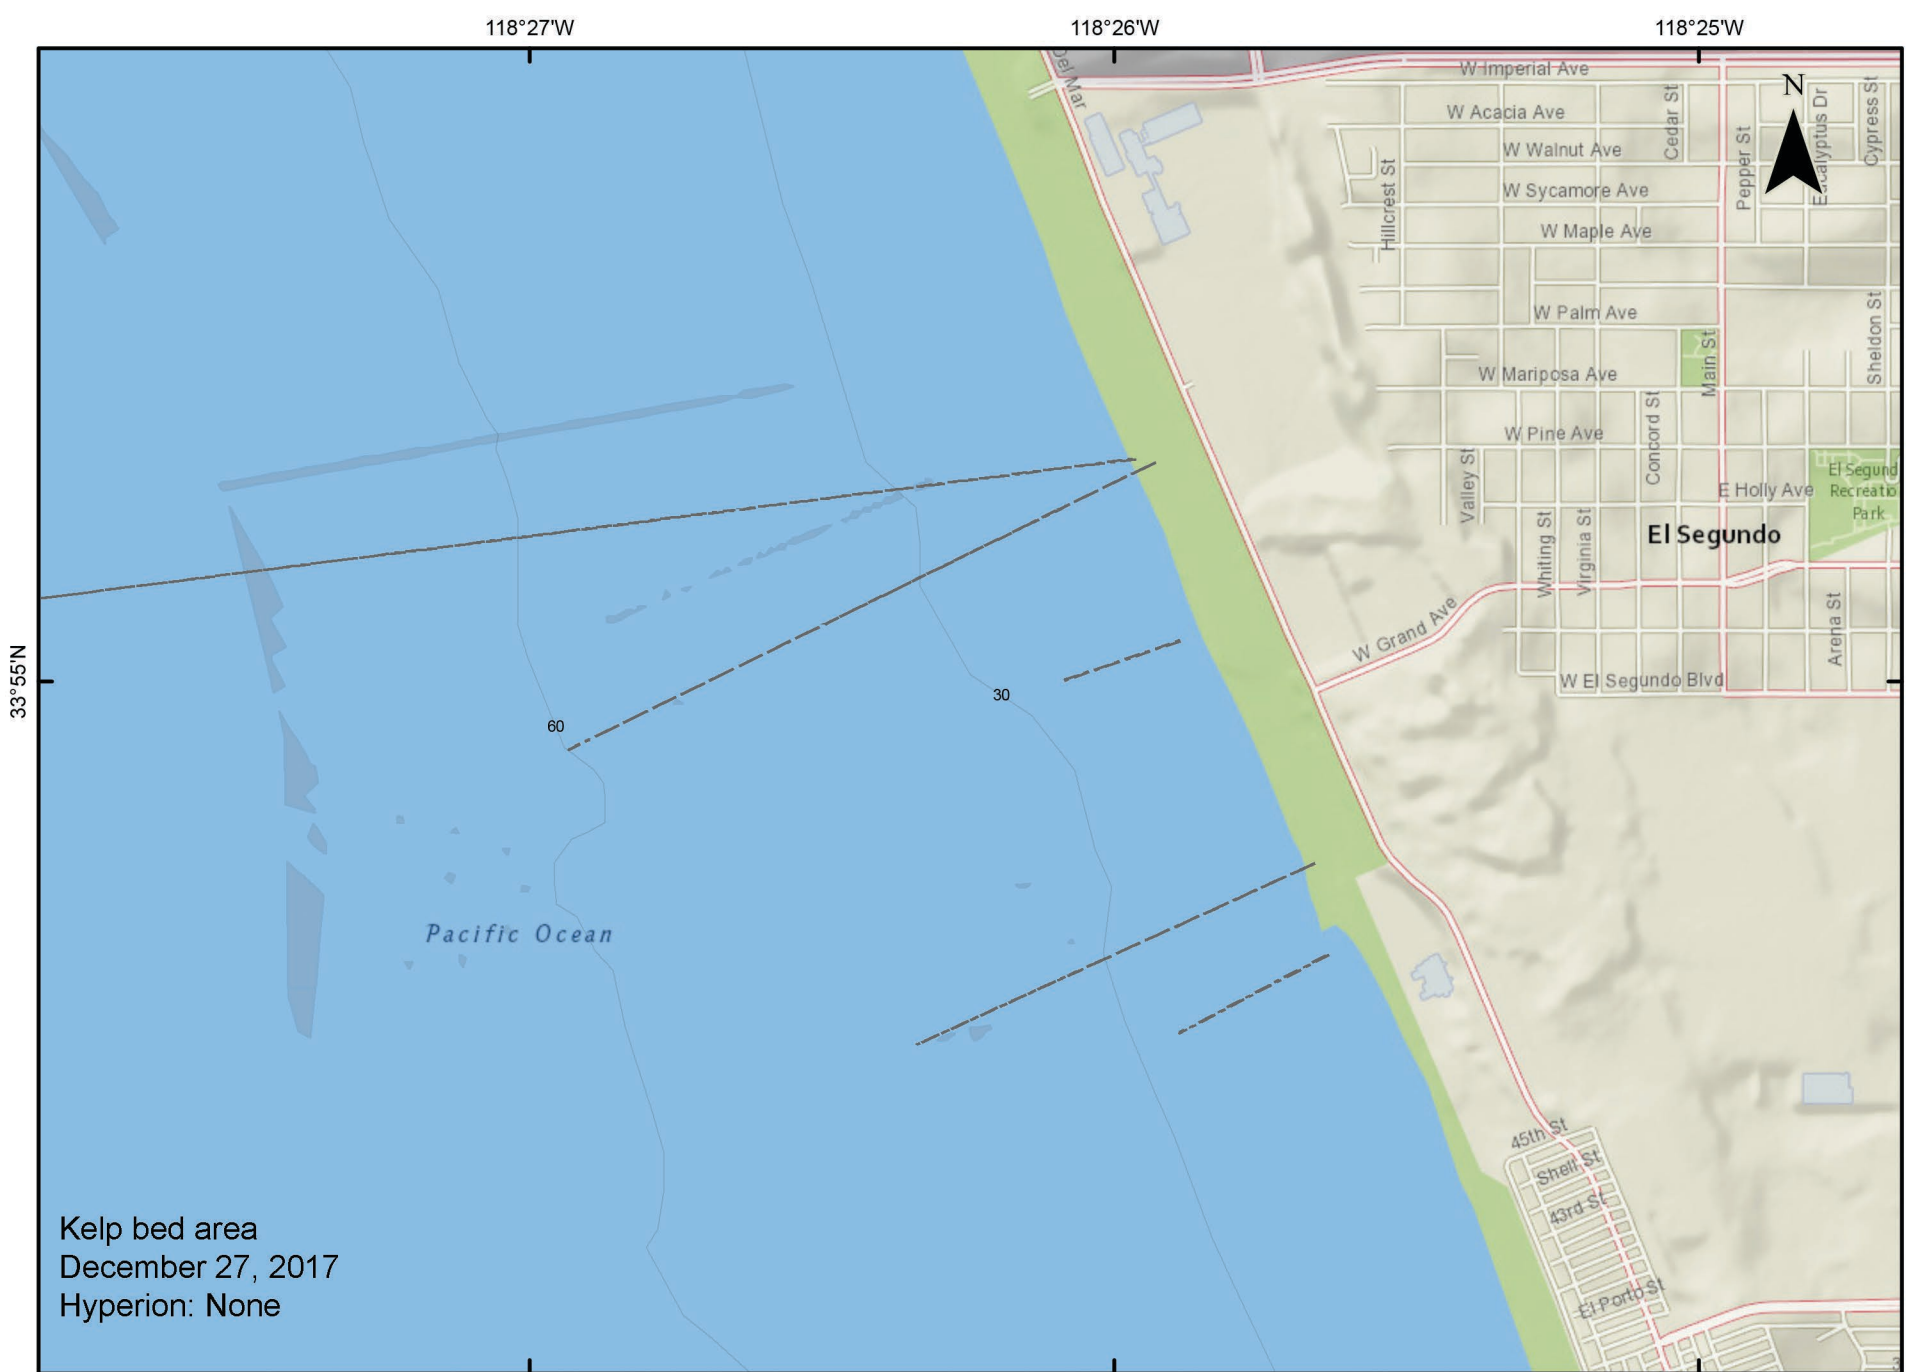 118°27'W
118°26'W
118°25'W
33°55'N
N
Del Mar
W Imperial Ave
W Acacia Ave
W Walnut Ave
W Sycamore Ave
W Maple Ave
W Palm Ave
W Mariposa Ave
W Pine Ave
E Holly Ave
Hillcrest St
Cedar St
Pepper St
Eucalyptus Dr
Cypress St
Sheldon St
Main St
Concord St
Valley St
Whiting St
Virginia St
Arena St
El Segund
Recreatio
Park
El Segundo
W Grand Ave
W El Segundo Blvd
30
60
Pacific Ocean
45th St
Shell St
43rd St
El Porto St
Kelp bed area
December 27, 2017
Hyperion: None